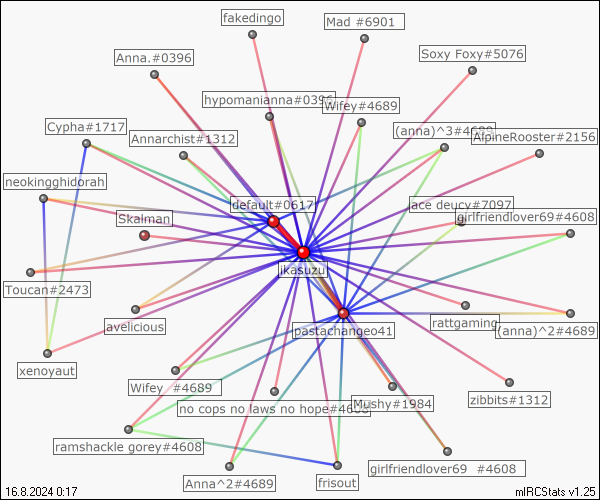 fakedingo
Mad #6901
Anna.#0396
Soxy Foxy#5076
hypomanianna#0396
Wifey#4689
Cypha#1717
Annarchist#1312
(anna)^3#4689
AlpineRooster#2156
neokingghidorah
default#0617
lace deucy#7097
Skalman
girlfriendlover69#4608
ikasuzu
Toucan#2473
avelicious
rattgaming
pastachangeo41
(anna)^2#4689
xenoyaut
Wifey #4689
zibbits#1312
no cops no laws no hope#4608
Mushy#1984
ramshackle gorey#4608
girlfriendlover69 #4608
Anna^2#4689
frisout
16.8.2024 0:17
mIRCStats v1.25